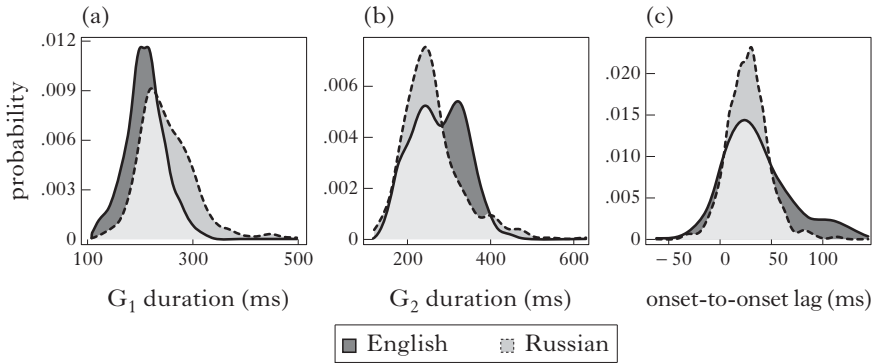 (a) (b) (c)
probability
.012
.009
.006
.003
0
100 300 500
G₁ duration (ms)
.006
.004
.002
0
200 400 600
G₂ duration (ms)
.020
.015
.010
.005
0
−50 0 50 100
onset-to-onset lag (ms)
English Russian